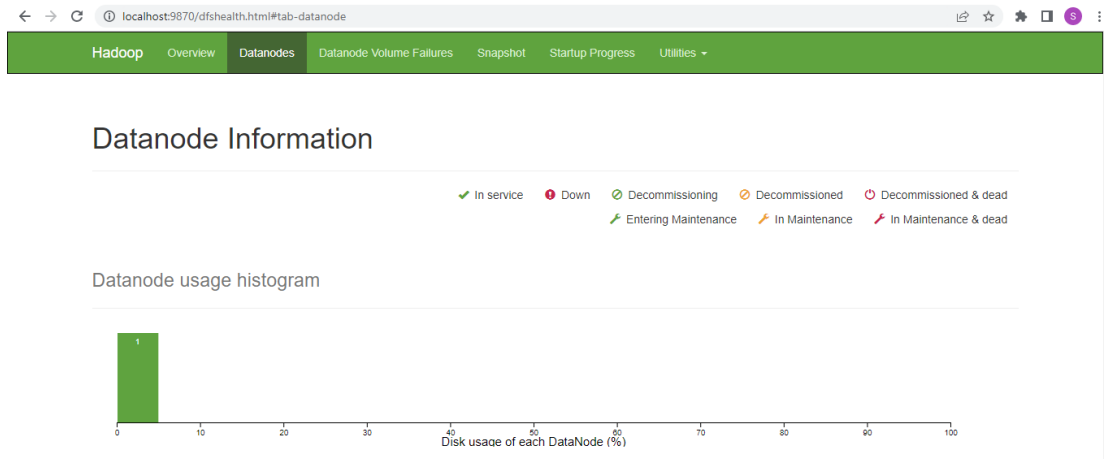 localhost:9870/dfshealth.html#tab-datanode
S
Hadoop Overview Datanodes Datanode Volume Failures Snapshot Startup Progress Utilities
Datanode Information
In service Down Decommissioning Decommissioned Decommissioned & dead
Entering Maintenance In Maintenance In Maintenance & dead
Datanode usage histogram
1
0 10 20 30 40 50 60 70 80 90 100
Disk usage of each DataNode (%)